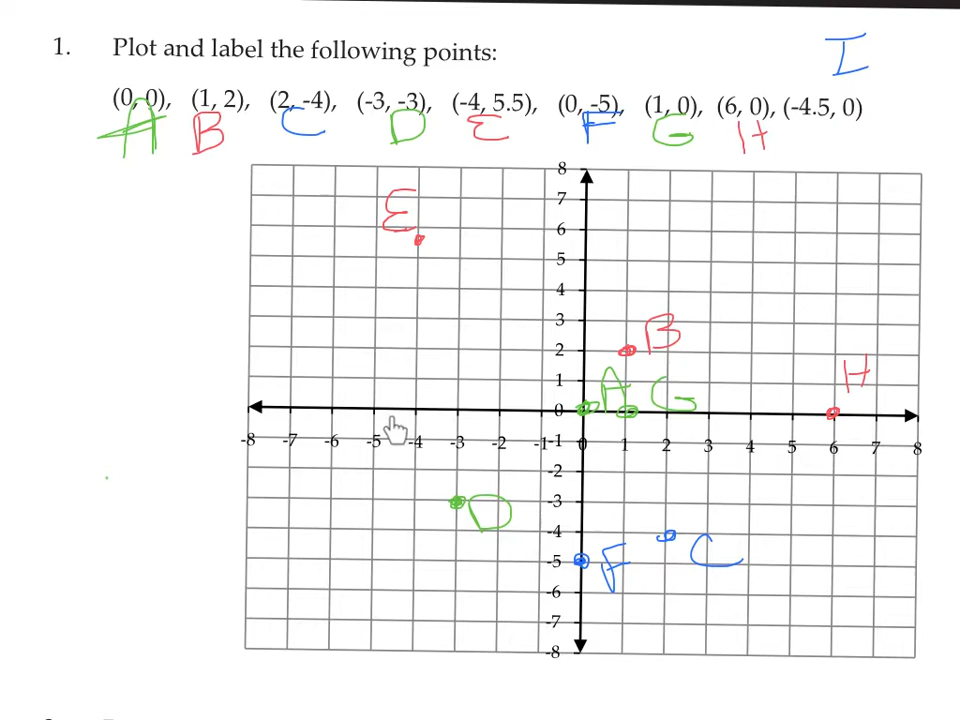 1. Plot and label the following points:
I
(0, 0), (1, 2), (2, -4), (-3, -3), (-4, 5.5), (0, -5), (1, 0), (6, 0), (-4.5, 0)
A B C D E F G H
8
7
E
6
5
4
3
B
2
H
1
A G
0
-8 -7 -6 -5 -4 -3 -2 -1 -1 0 1 2 3 4 5 6 7 8
-2
-3
D
-4
C
-5
F
-6
-7
-8